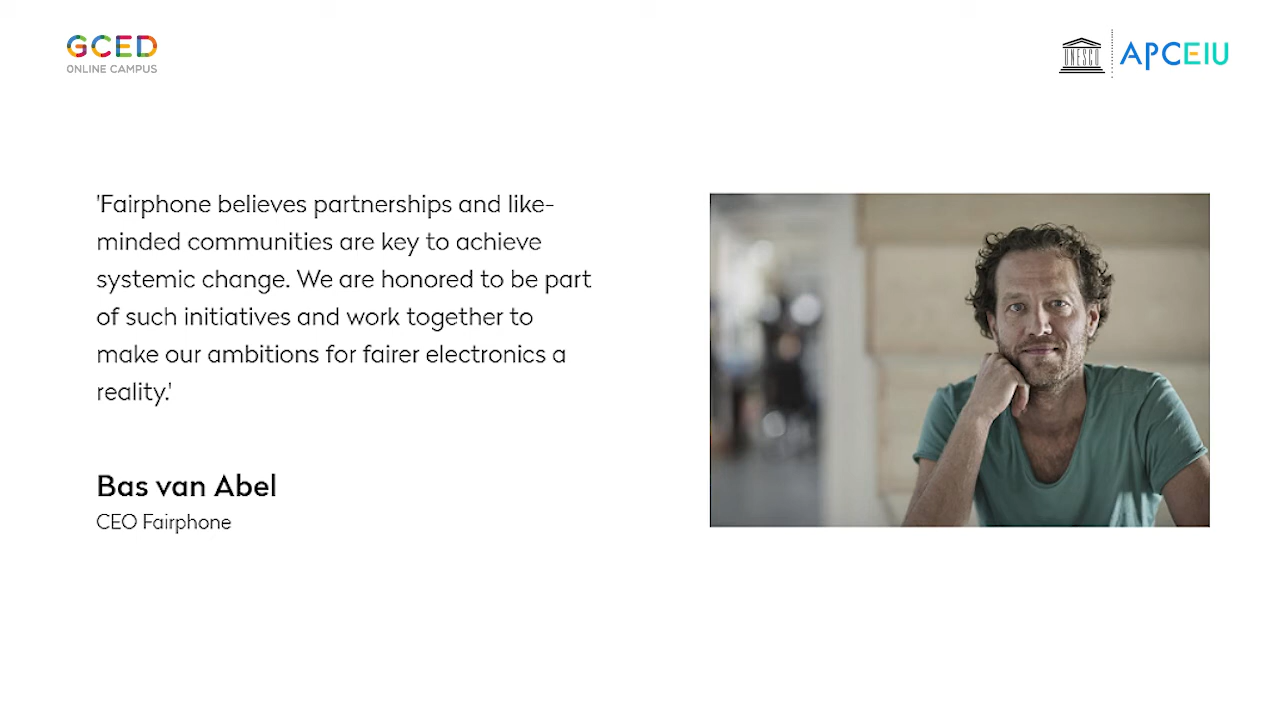 GCED
ONLINE CAMPUS
UNESCO
APCEIU
'Fairphone believes partnerships and like-
minded communities are key to achieve
systemic change. We are honored to be part
of such initiatives and work together to
make our ambitions for fairer electronics a
reality.'
Bas van Abel
CEO Fairphone